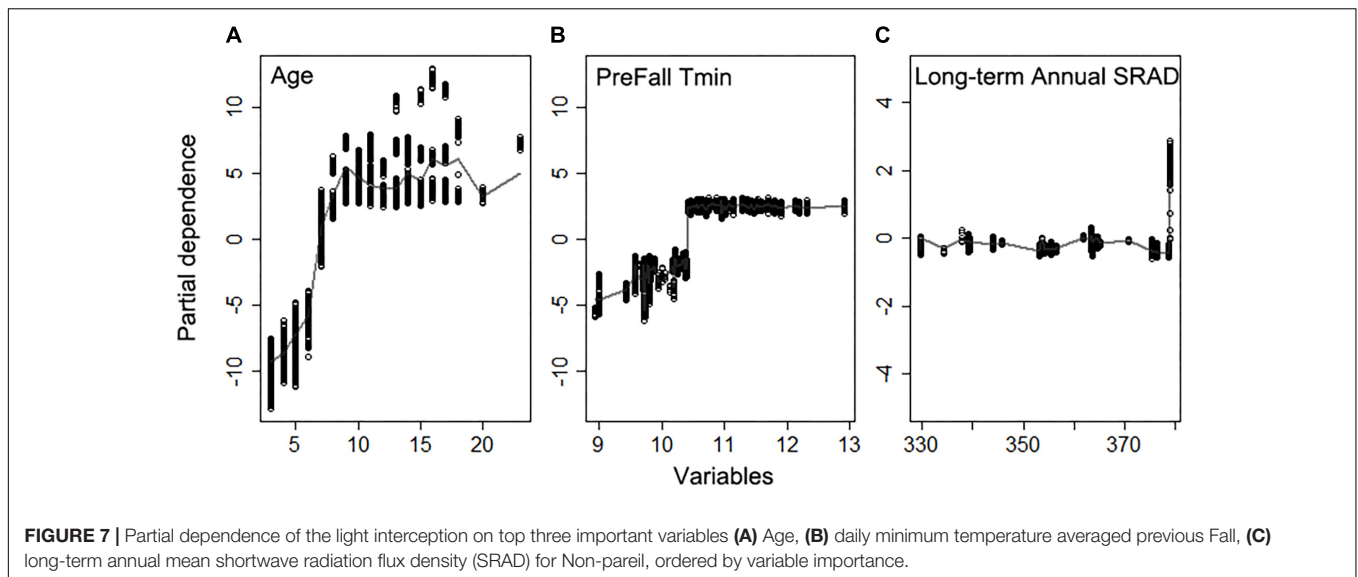 A
B
C
Age
PreFall Tmin
Long-term Annual SRAD
Partial dependence
10
5
0
-5
-10
10
5
0
-5
-10
4
2
0
-2
-4
5 10 15 20
9 10 11 12 13
330 350 370
Variables
FIGURE 7 | Partial dependence of the light interception on top three important variables (A) Age, (B) daily minimum temperature averaged previous Fall, (C)
long-term annual mean shortwave radiation flux density (SRAD) for Non-pareil, ordered by variable importance.